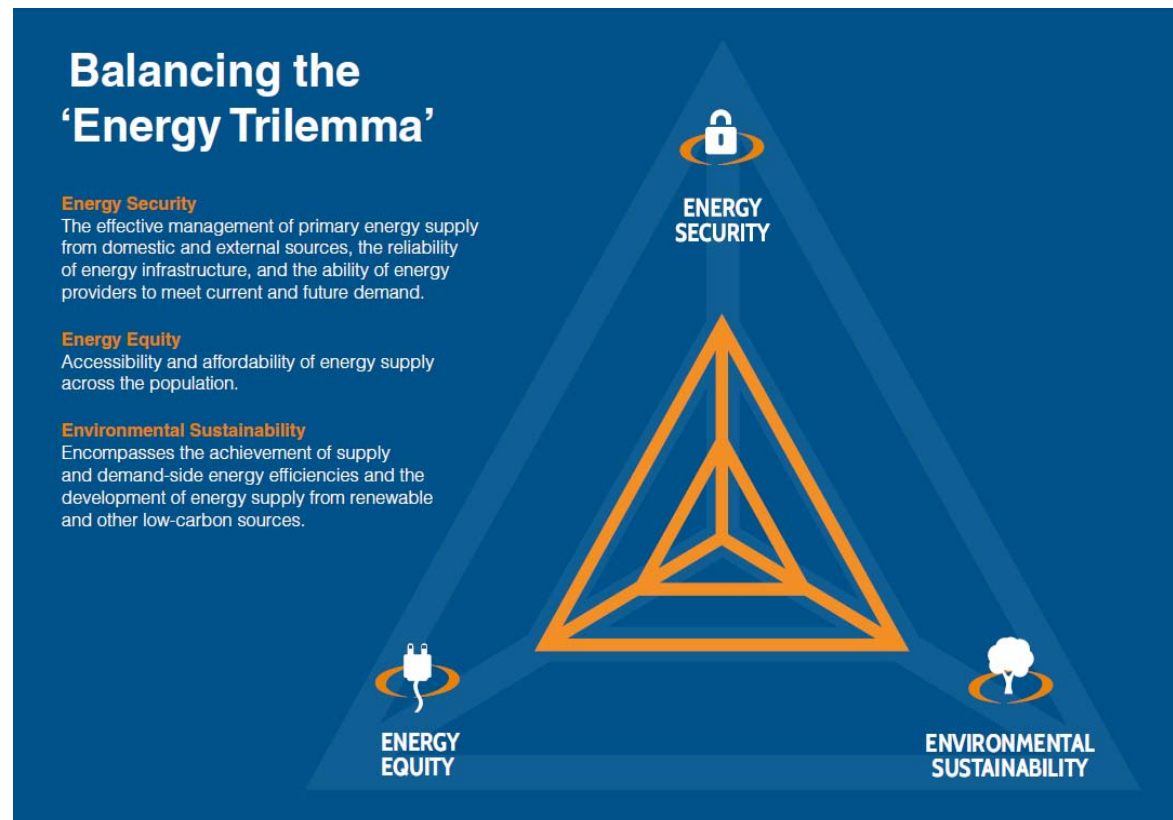 Balancing the
‘Energy Trilemma’
Energy Security
The effective management of primary energy supply
from domestic and external sources, the reliability
of energy infrastructure, and the ability of energy
providers to meet current and future demand.
Energy Equity
Accessibility and affordability of energy supply
across the population.
Environmental Sustainability
Encompasses the achievement of supply
and demand-side energy efficiencies and the
development of energy supply from renewable
and other low-carbon sources.
ENERGY
SECURITY
ENERGY
EQUITY
ENVIRONMENTAL
SUSTAINABILITY